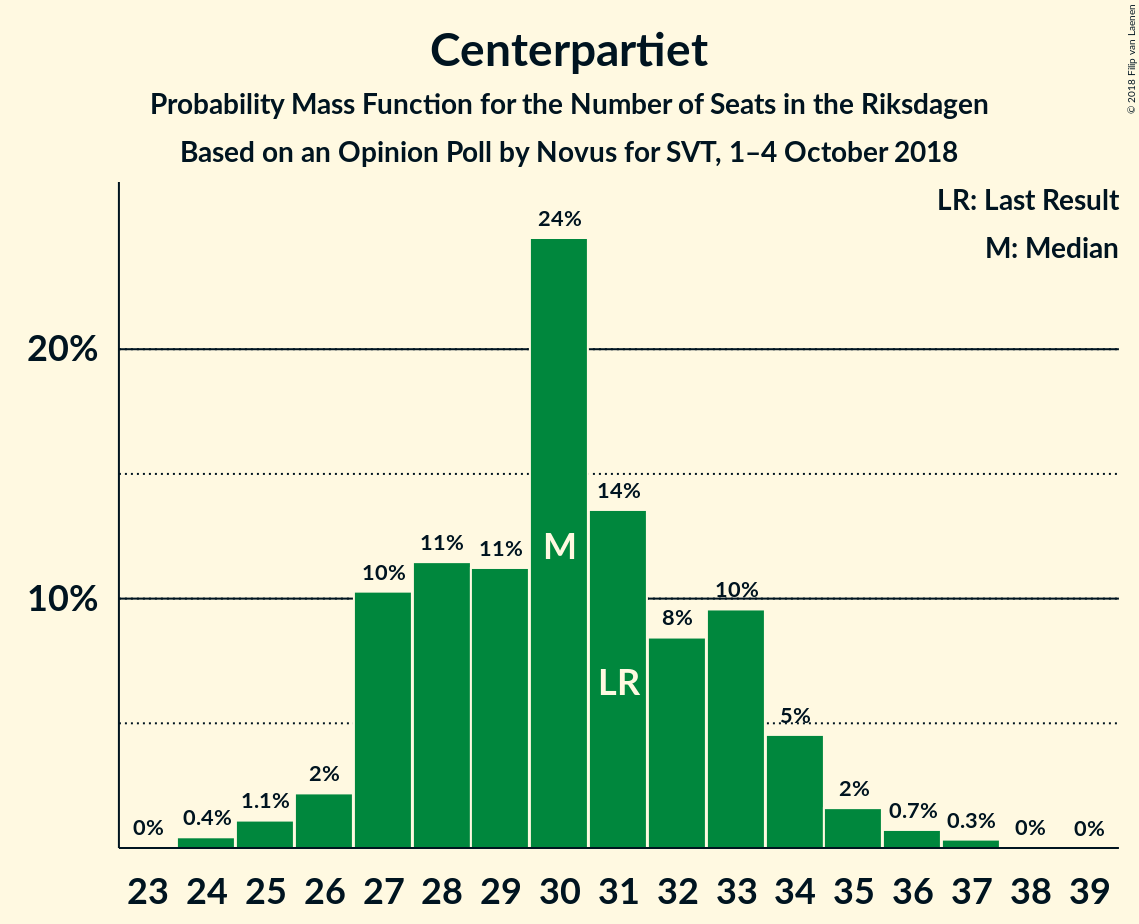 Centerpartiet
Probability Mass Function for the Number of Seats in the Riksdagen
Based on an Opinion Poll by Novus for SVT, 1–4 October 2018
© 2018 Filip van Laenen
LR: Last Result
M: Median
20%
10%
0%
0.4%
1.1%
2%
10%
11%
11%
24%
14%
8%
10%
5%
2%
0.7%
0.3%
0%
0%
M
LR
23 24 25 26 27 28 29 30 31 32 33 34 35 36 37 38 39